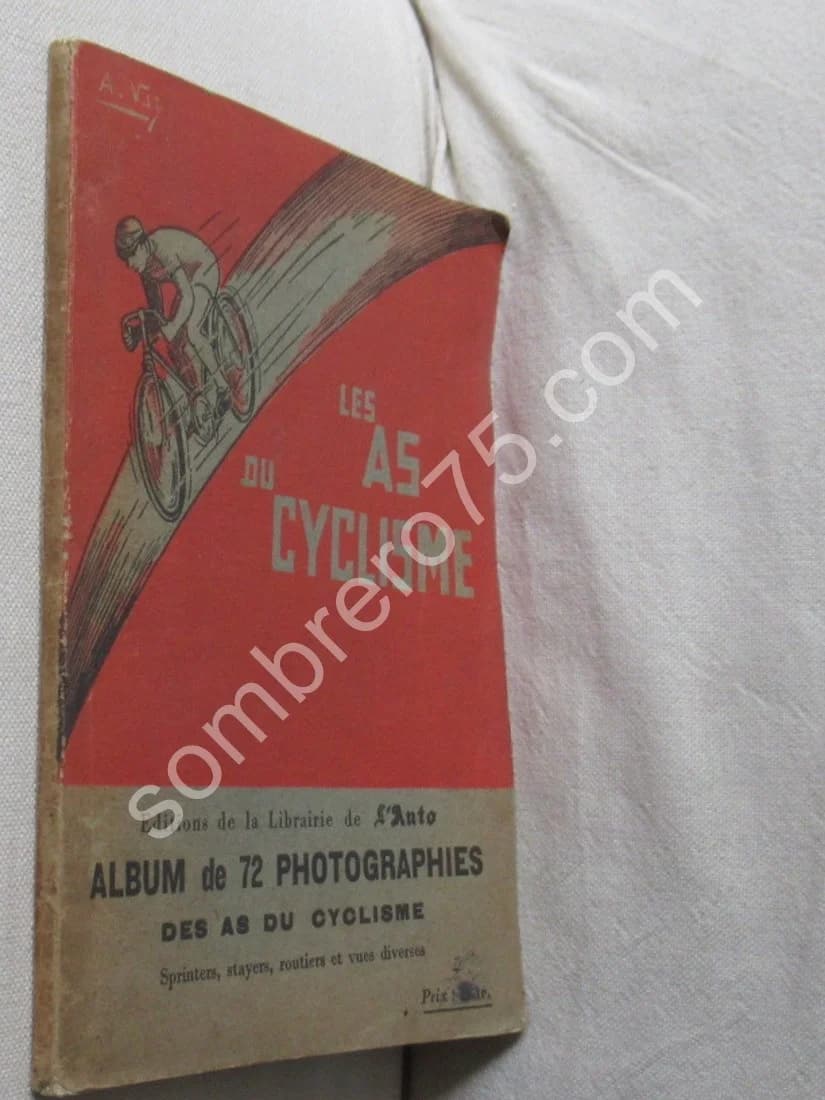 LES
AS
DU
CYCLISME
sombrero75.com
Editions de la Librairie de L'Auto
ALBUM de 72 PHOTOGRAPHIES
DES AS DU CYCLISME
Sprinters, stayers, routiers et vues diverses
Prix